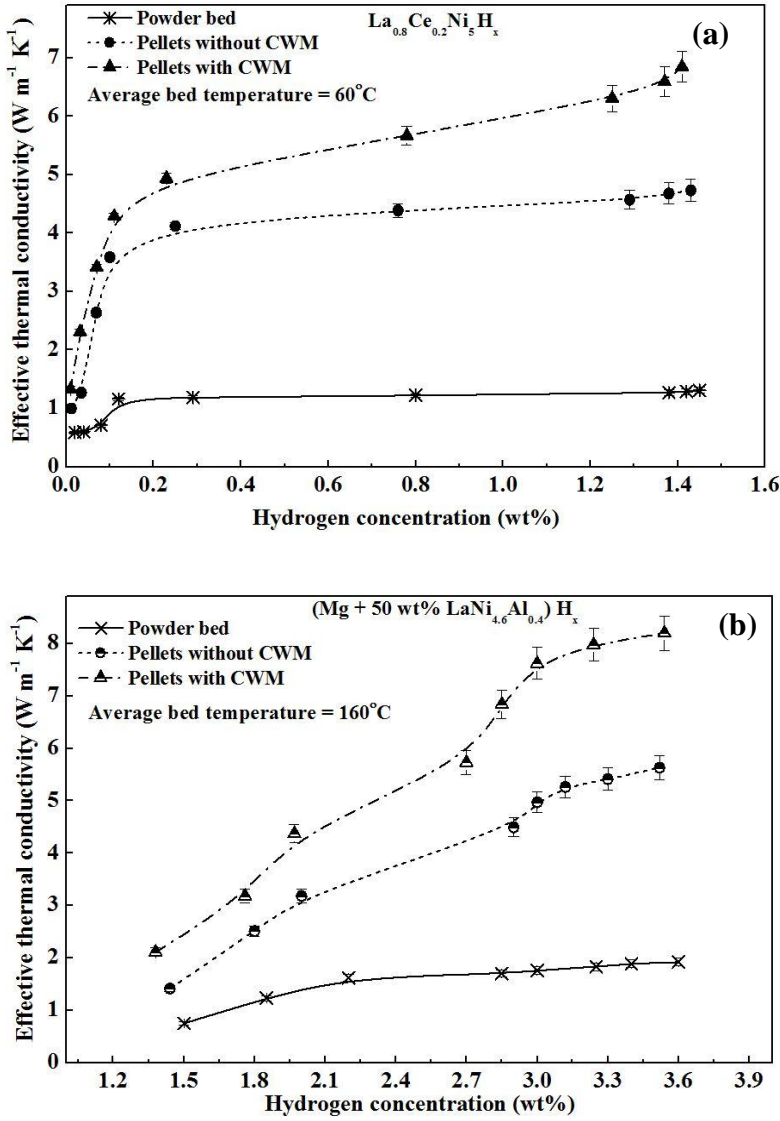 La0.8Ce0.2Ni5Hx
(a)
Powder bed
Pellets without CWM
Pellets with CWM
Average bed temperature = 60°C
Effective thermal conductivity (W m-1 K-1)
7
6
5
4
3
2
1
0
0.0 0.2 0.4 0.6 0.8 1.0 1.2 1.4 1.6
Hydrogen concentration (wt%)
(Mg + 50 wt% LaNi4.6Al0.4) Hx
(b)
Powder bed
Pellets without CWM
Pellets with CWM
Average bed temperature = 160°C
Effective thermal conductivity (W m-1 K-1)
8
7
6
5
4
3
2
1
0
1.2 1.5 1.8 2.1 2.4 2.7 3.0 3.3 3.6 3.9
Hydrogen concentration (wt%)